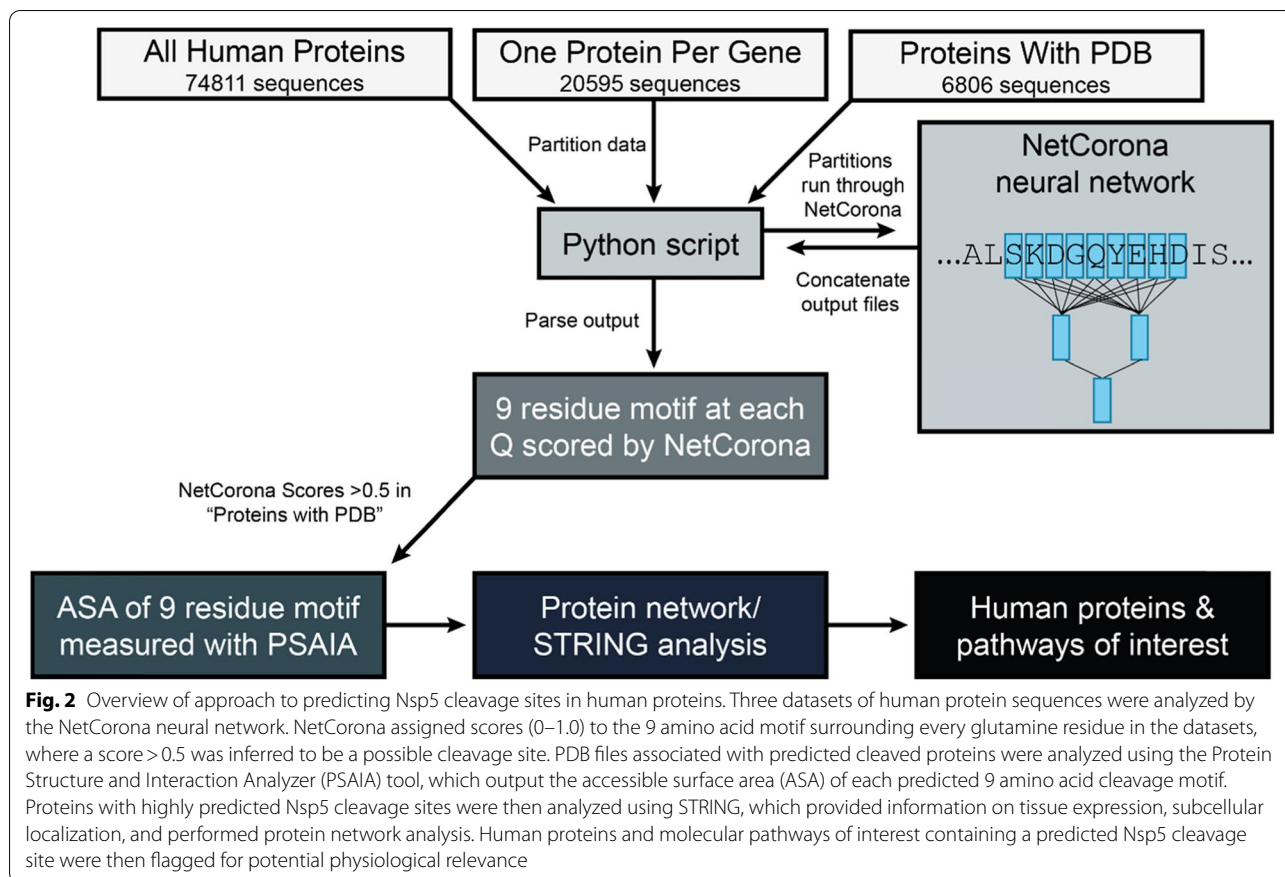 All Human Proteins
74811 sequences
One Protein Per Gene
20595 sequences
Proteins With PDB
6806 sequences
Partition data
Partitions
run through
NetCorona
NetCorona
neural network
Python script
...ALSKDGQYEHDIS...
Concatenate
output files
Parse output
9 residue motif at each
Q scored by NetCorona
NetCorona Scores >0.5 in
“Proteins with PDB”
ASA of 9 residue motif
measured with PSAIA
Protein network/
STRING analysis
Human proteins &
pathways of interest
Fig. 2 Overview of approach to predicting Nsp5 cleavage sites in human proteins. Three datasets of human protein sequences were analyzed by
the NetCorona neural network. NetCorona assigned scores (0–1.0) to the 9 amino acid motif surrounding every glutamine residue in the datasets,
where a score > 0.5 was inferred to be a possible cleavage site. PDB files associated with predicted cleaved proteins were analyzed using the Protein
Structure and Interaction Analyzer (PSAIA) tool, which output the accessible surface area (ASA) of each predicted 9 amino acid cleavage motif.
Proteins with highly predicted Nsp5 cleavage sites were then analyzed using STRING, which provided information on tissue expression, subcellular
localization, and performed protein network analysis. Human proteins and molecular pathways of interest containing a predicted Nsp5 cleavage
site were then flagged for potential physiological relevance